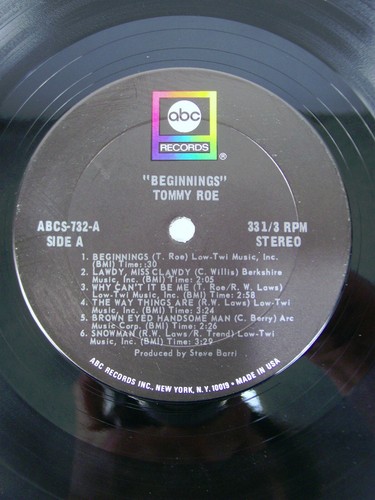 abc
RECORDS ®
"BEGINNINGS"
TOMMY ROE
ABCS-732-A
SIDE A
33 1/3 RPM
STEREO
1. BEGINNINGS (T. Roe) Low-Twi Music, Inc.
(BMI) Time: :30
2. LAWDY, MISS CLAWDY (C. Willis) Berkshire
Music, Inc. (BMI) Time: 2:05
3. WHY CAN'T IT BE ME (T. Roe/R.W. Laws)
Low-Twi Music, Inc. (BMI) Time: 2:58
4. THE WAY THINGS ARE (R.W. Laws) Low-Twi
Music, Inc. (BMI) Time: 3:24
5. BROWN EYED HANDSOME MAN (C. Berry) Arc
Music Corp. (BMI) Time: 2:26
6. SNOWMAN (R.W. Laws/R. Trend) Low-Twi
Music, Inc. (BMI) Time: 3:29
Produced by Steve Barri
ABC RECORDS INC., NEW YORK, N.Y. 10019 • MADE IN USA